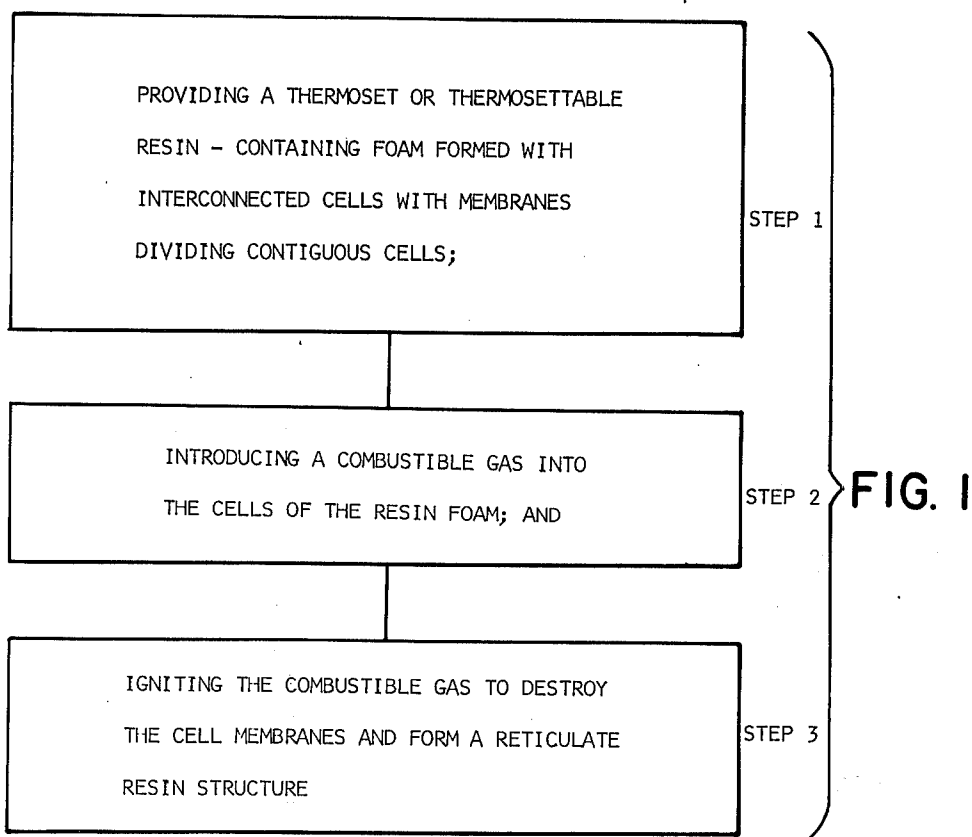 PROVIDING A THERMOSET OR THERMOSETTABLE
RESIN - CONTAINING FOAM FORMED WITH
INTERCONNECTED CELLS WITH MEMBRANES
DIVIDING CONTIGUOUS CELLS;
STEP 1
INTRODUCING A COMBUSTIBLE GAS INTO
THE CELLS OF THE RESIN FOAM; AND
STEP 2
FIG. 1
IGNITING THE COMBUSTIBLE GAS TO DESTROY
THE CELL MEMBRANES AND FORM A RETICULATE
RESIN STRUCTURE
STEP 3